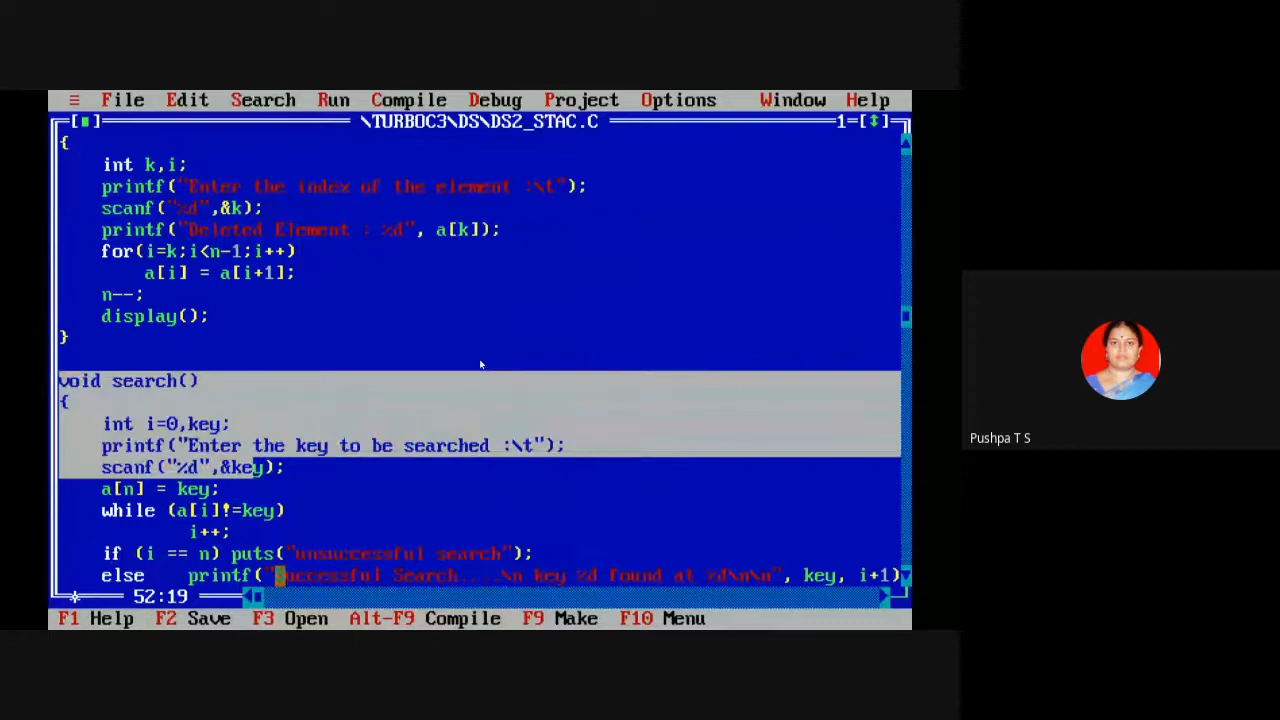 ≡ File Edit Search Run Compile Debug Project Options Window Help
[■] \TURBOC3\DS\DS2_STAC.C 1=[↕]
{
int k,i;
printf("Enter the index of the element :\t");
scanf("%d",&k);
printf("Deleted Element : %d", a[k]);
for(i=k;i<n-1;i++)
a[i] = a[i+1];
n--;
display();
}
void search()
{
int i=0,key;
printf("Enter the key to be searched :\t");
scanf("%d",&key);
a[n] = key;
while (a[i]!=key)
i++;
if (i == n) puts("unsuccessful search");
else printf("Successful Search....\n key %d found at %d\n\n", key, i+1)
52:19
F1 Help F2 Save F3 Open Alt-F9 Compile F9 Make F10 Menu
Pushpa T S